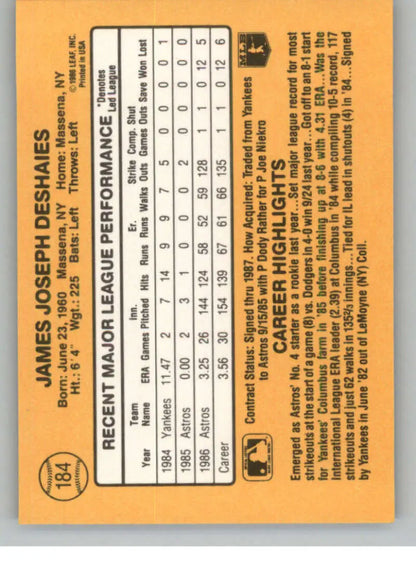 184
JAMES JOSEPH DESHAIES
© 1986 LEAF, INC.
Printed in USA
Born: June 23, 1960 Massena, NY Home: Massena, NY
Ht.: 6' 4" Wgt.: 225 Bats: Left Throws: Left
RECENT MAJOR LEAGUE PERFORMANCE *Denotes Led League
Year Team Name ERA Games Inn. Pitched Hits Runs Er. Runs Walks Strike Outs Comp. Games Shut Outs Save Won Lost
1984 Yankees 11.47 2 7 14 9 9 7 5 0 0 0 0 1
1985 Astros 0.00 2 3 1 0 0 0 2 0 0 0 0 0
1986 Astros 3.25 26 144 124 58 52 59 128 1 1 0 12 5
Career 3.56 30 154 139 67 61 66 135 1 1 0 12 6
Contract Status: Signed thru 1987. How Acquired: Traded from Yankees
to Astros 9/15/85 with P Dody Rather for P Joe Niekro
CAREER HIGHLIGHTS
MLB
Emerged as Astros' No. 4 starter as a rookie last year...Set major league record for most
strikeouts at the start of a game (8) vs. Dodgers in 4-0 win 9/24 last year...Got off to an 8-1 start
for Yankees' Columbus farm in '85 before finishing up at 8-6 with 4.31 ERA...Was the
International League ERA leader (2.39) at Columbus in '84 while compiling 10-5 record, 117
strikeouts and just 62 walks in 135⅔ innings...Tied for IL lead in shutouts (4) in '84...Signed
by Yankees in June '82 out of LeMoyne (NY) Coll.